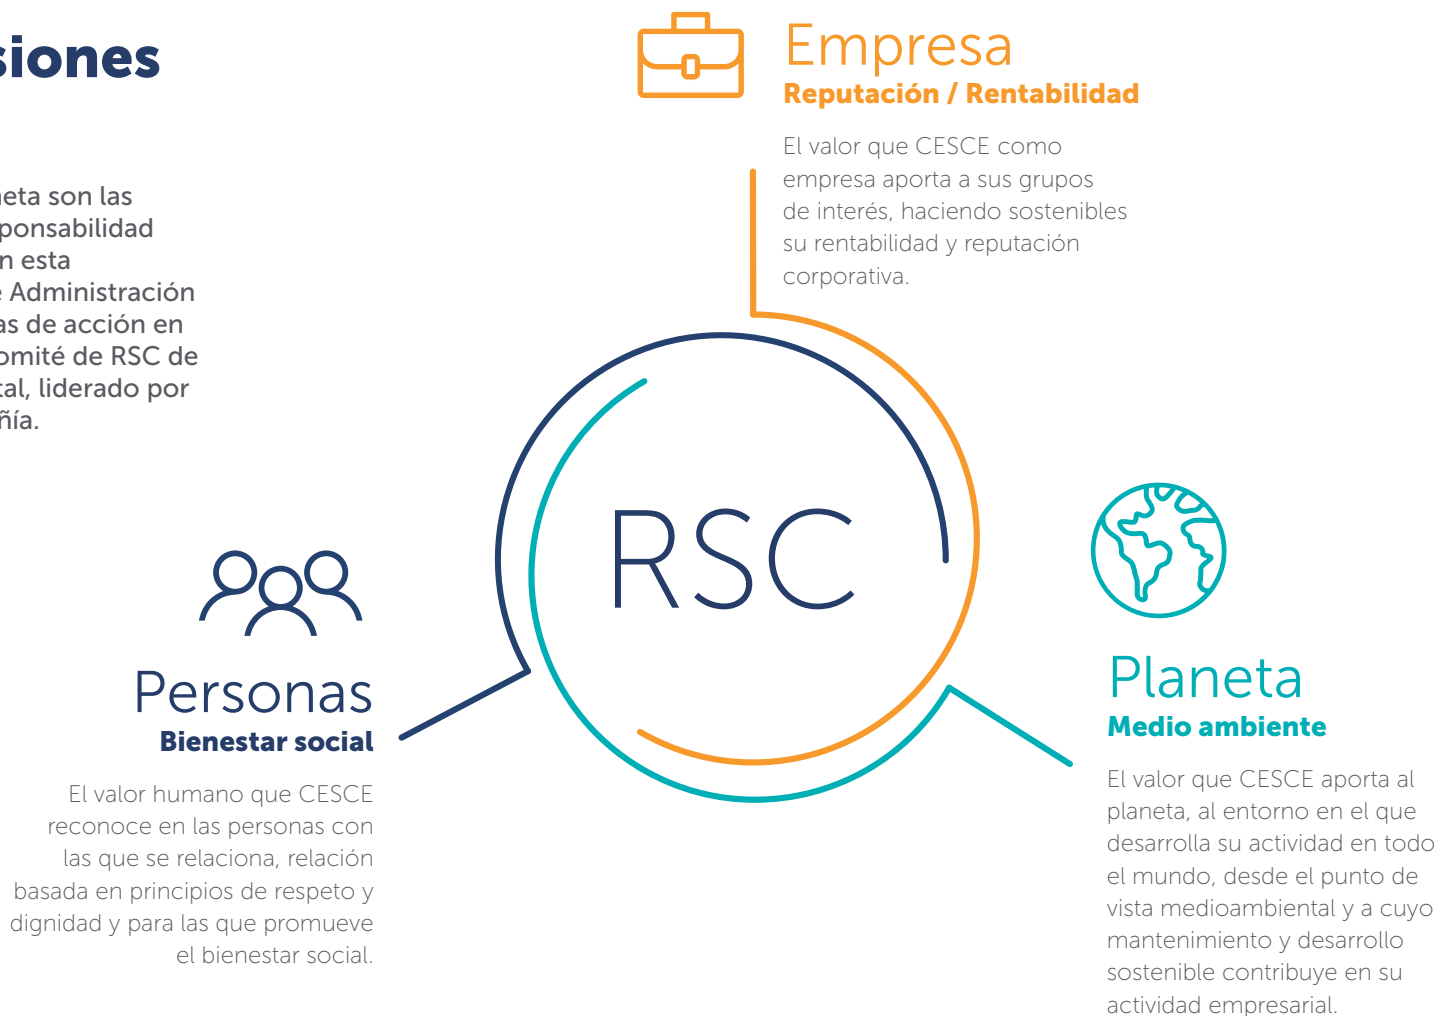 siones
neta son las
ponsabilidad
n esta
e Administración
as de acción en
omité de RSC de
tal, liderado por
ñía.
Empresa
Reputación / Rentabilidad
El valor que CESCE como
empresa aporta a sus grupos
de interés, haciendo sostenibles
su rentabilidad y reputación
corporativa.
RSC
Personas
Bienestar social
El valor humano que CESCE
reconoce en las personas con
las que se relaciona, relación
basada en principios de respeto y
dignidad y para las que promueve
el bienestar social.
Planeta
Medio ambiente
El valor que CESCE aporta al
planeta, al entorno en el que
desarrolla su actividad en todo
el mundo, desde el punto de
vista medioambiental y a cuyo
mantenimiento y desarrollo
sostenible contribuye en su
actividad empresarial.